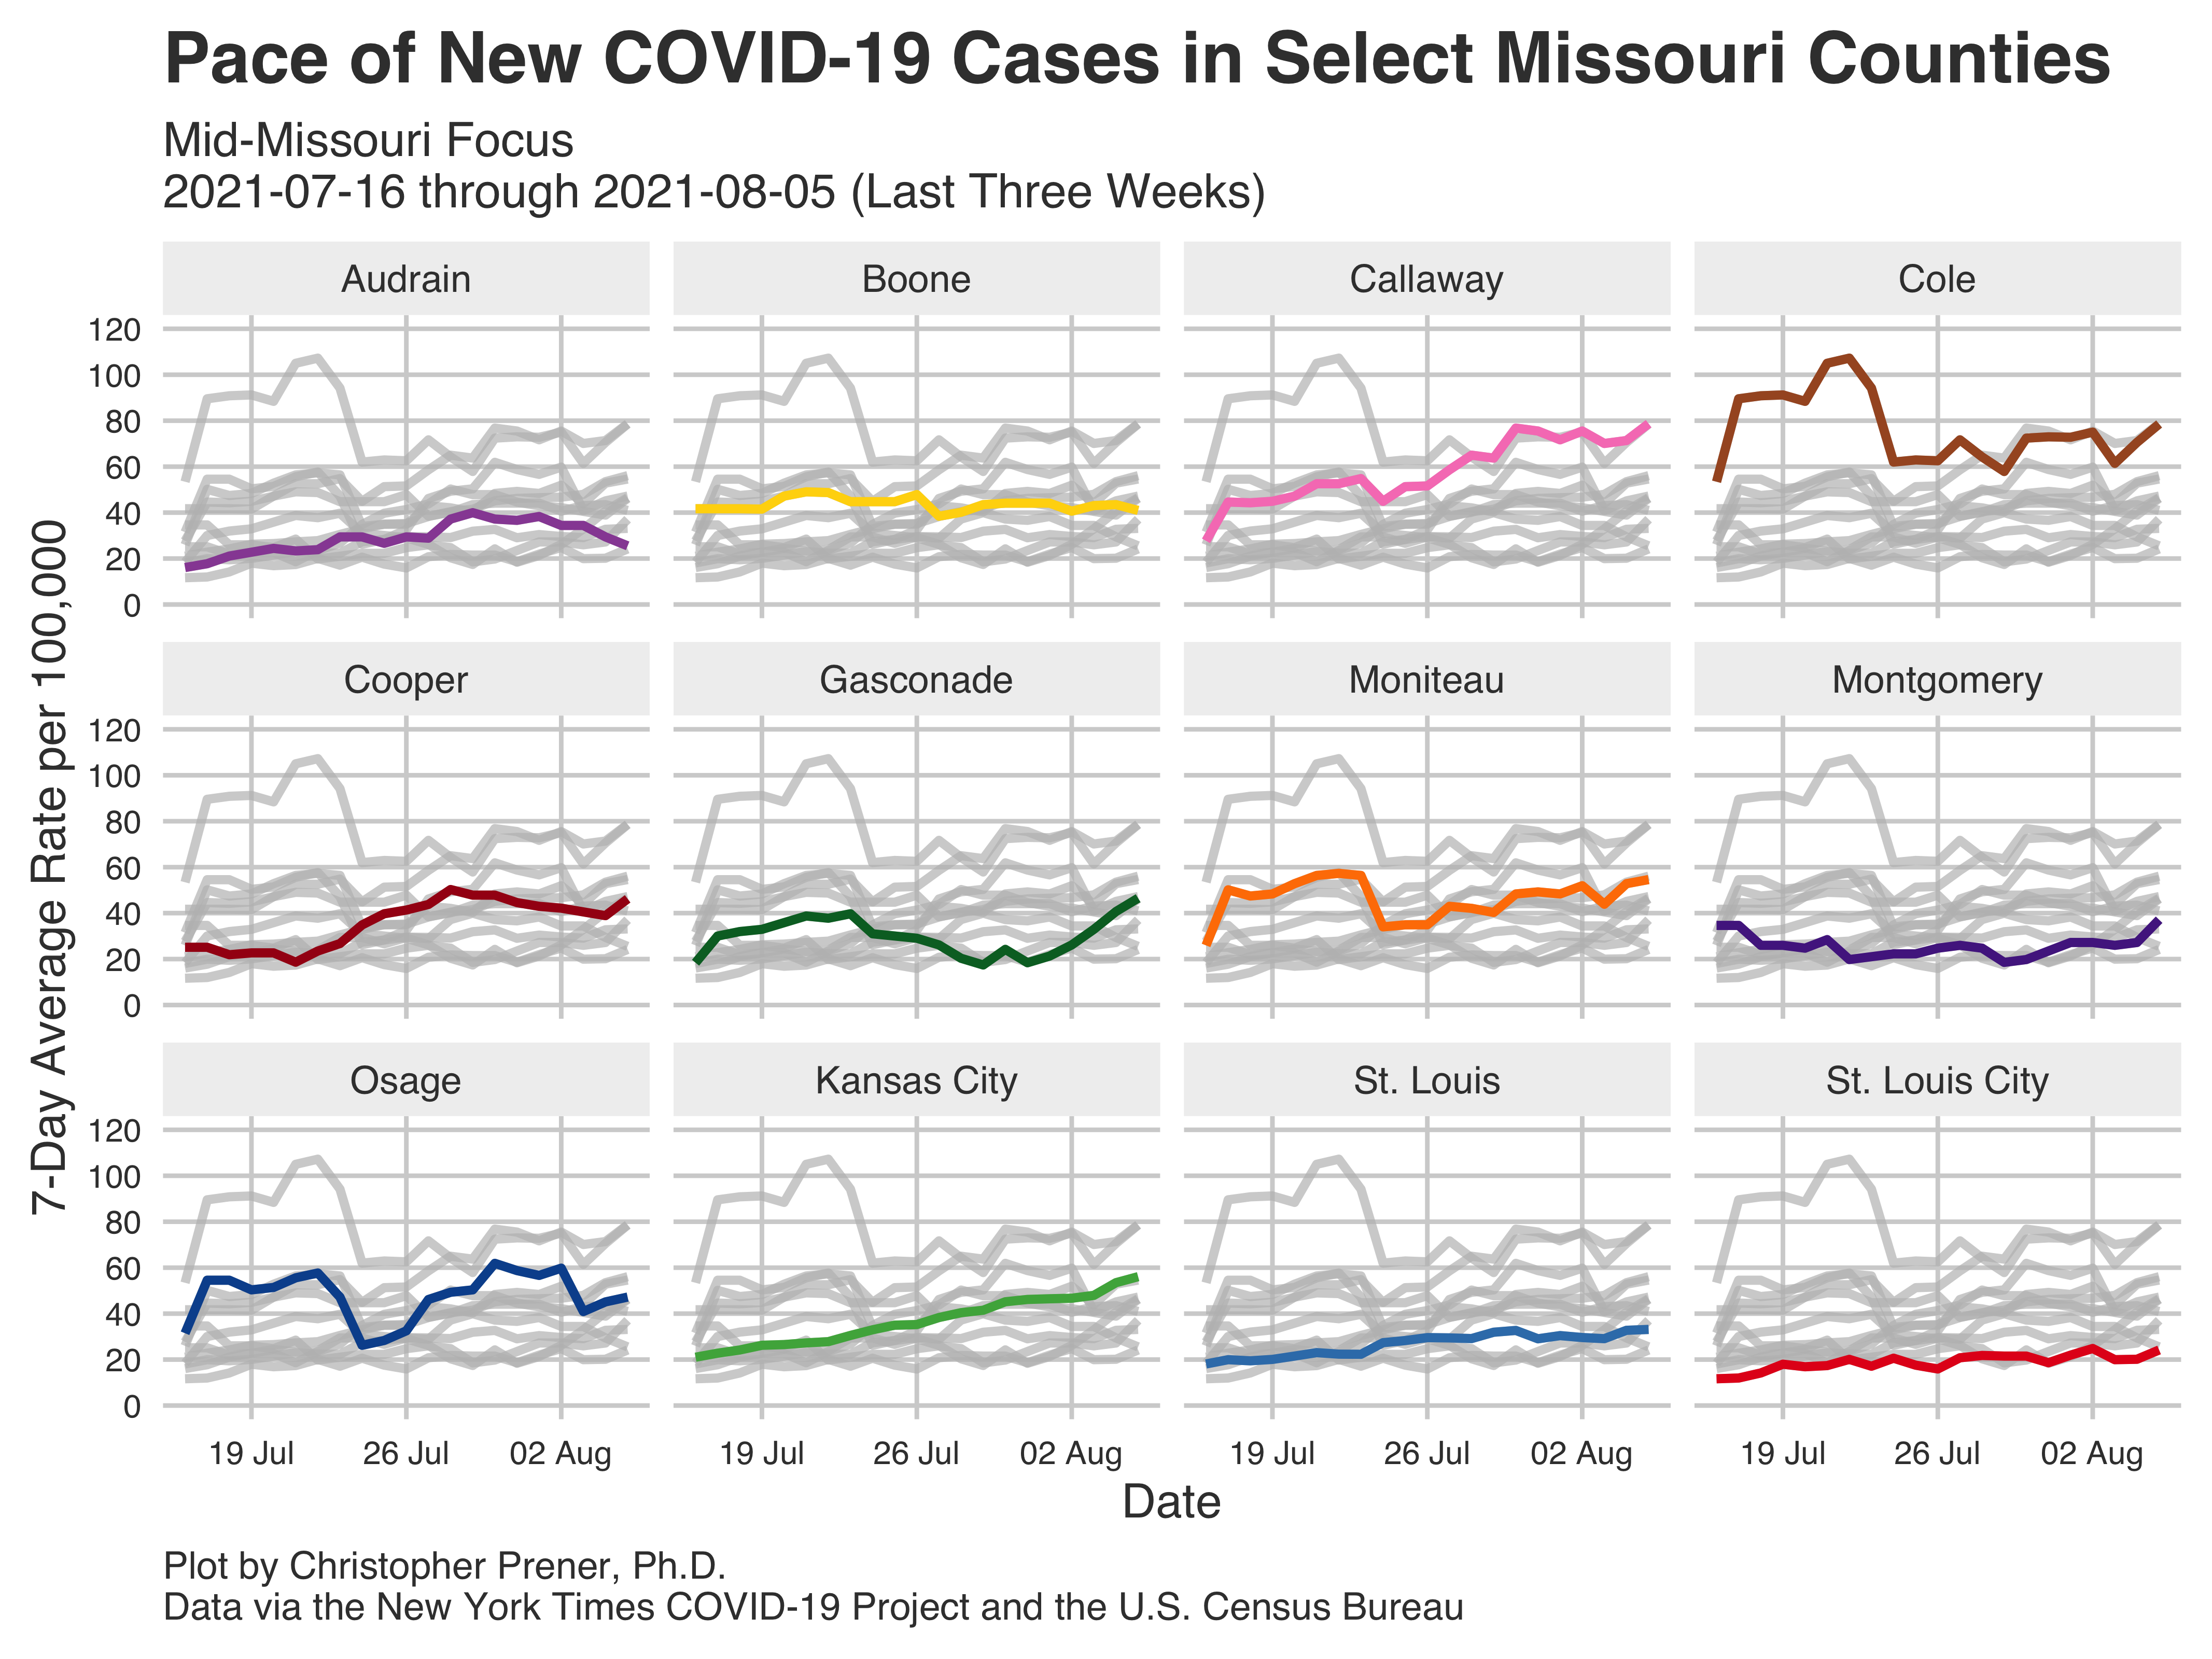 Pace of New COVID-19 Cases in Select Missouri Counties
Mid-Missouri Focus
2021-07-16 through 2021-08-05 (Last Three Weeks)
7-Day Average Rate per 100,000
Audrain
Boone
Callaway
Cole
120
100
80
60
40
20
0
Cooper
Gasconade
Moniteau
Montgomery
120
100
80
60
40
20
0
Osage
Kansas City
St. Louis
St. Louis City
120
100
80
60
40
20
0
19 Jul 26 Jul 02 Aug
19 Jul 26 Jul 02 Aug
19 Jul 26 Jul 02 Aug
19 Jul 26 Jul 02 Aug
Date
Plot by Christopher Prener, Ph.D.
Data via the New York Times COVID-19 Project and the U.S. Census Bureau